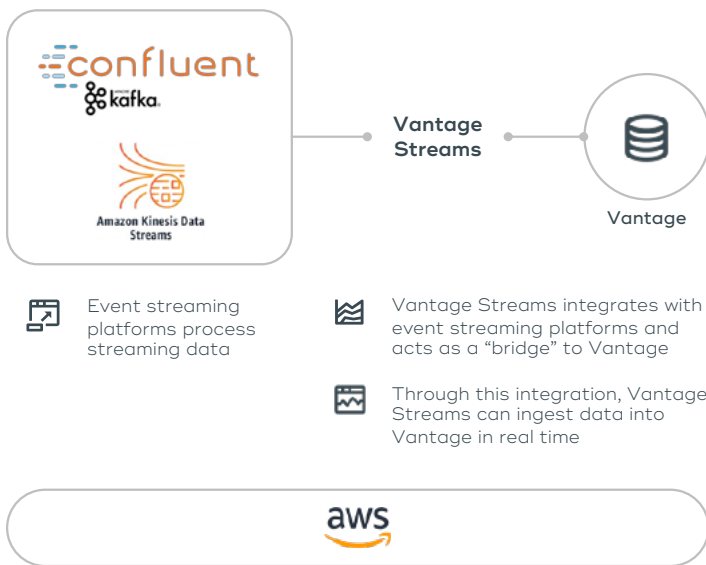 confluent
kafka
Amazon Kinesis Data
Streams
Vantage
Streams
Vantage
Event streaming
platforms process
streaming data
Vantage Streams integrates with
event streaming platforms and
acts as a “bridge” to Vantage
Through this integration, Vantage
Streams can ingest data into
Vantage in real time
aws